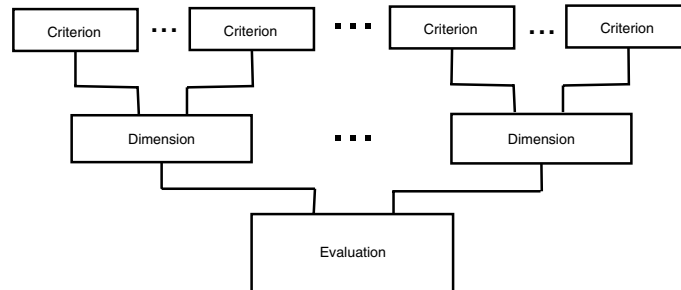 Criterion ... Criterion ... Criterion ... Criterion
Dimension ... Dimension
Evaluation